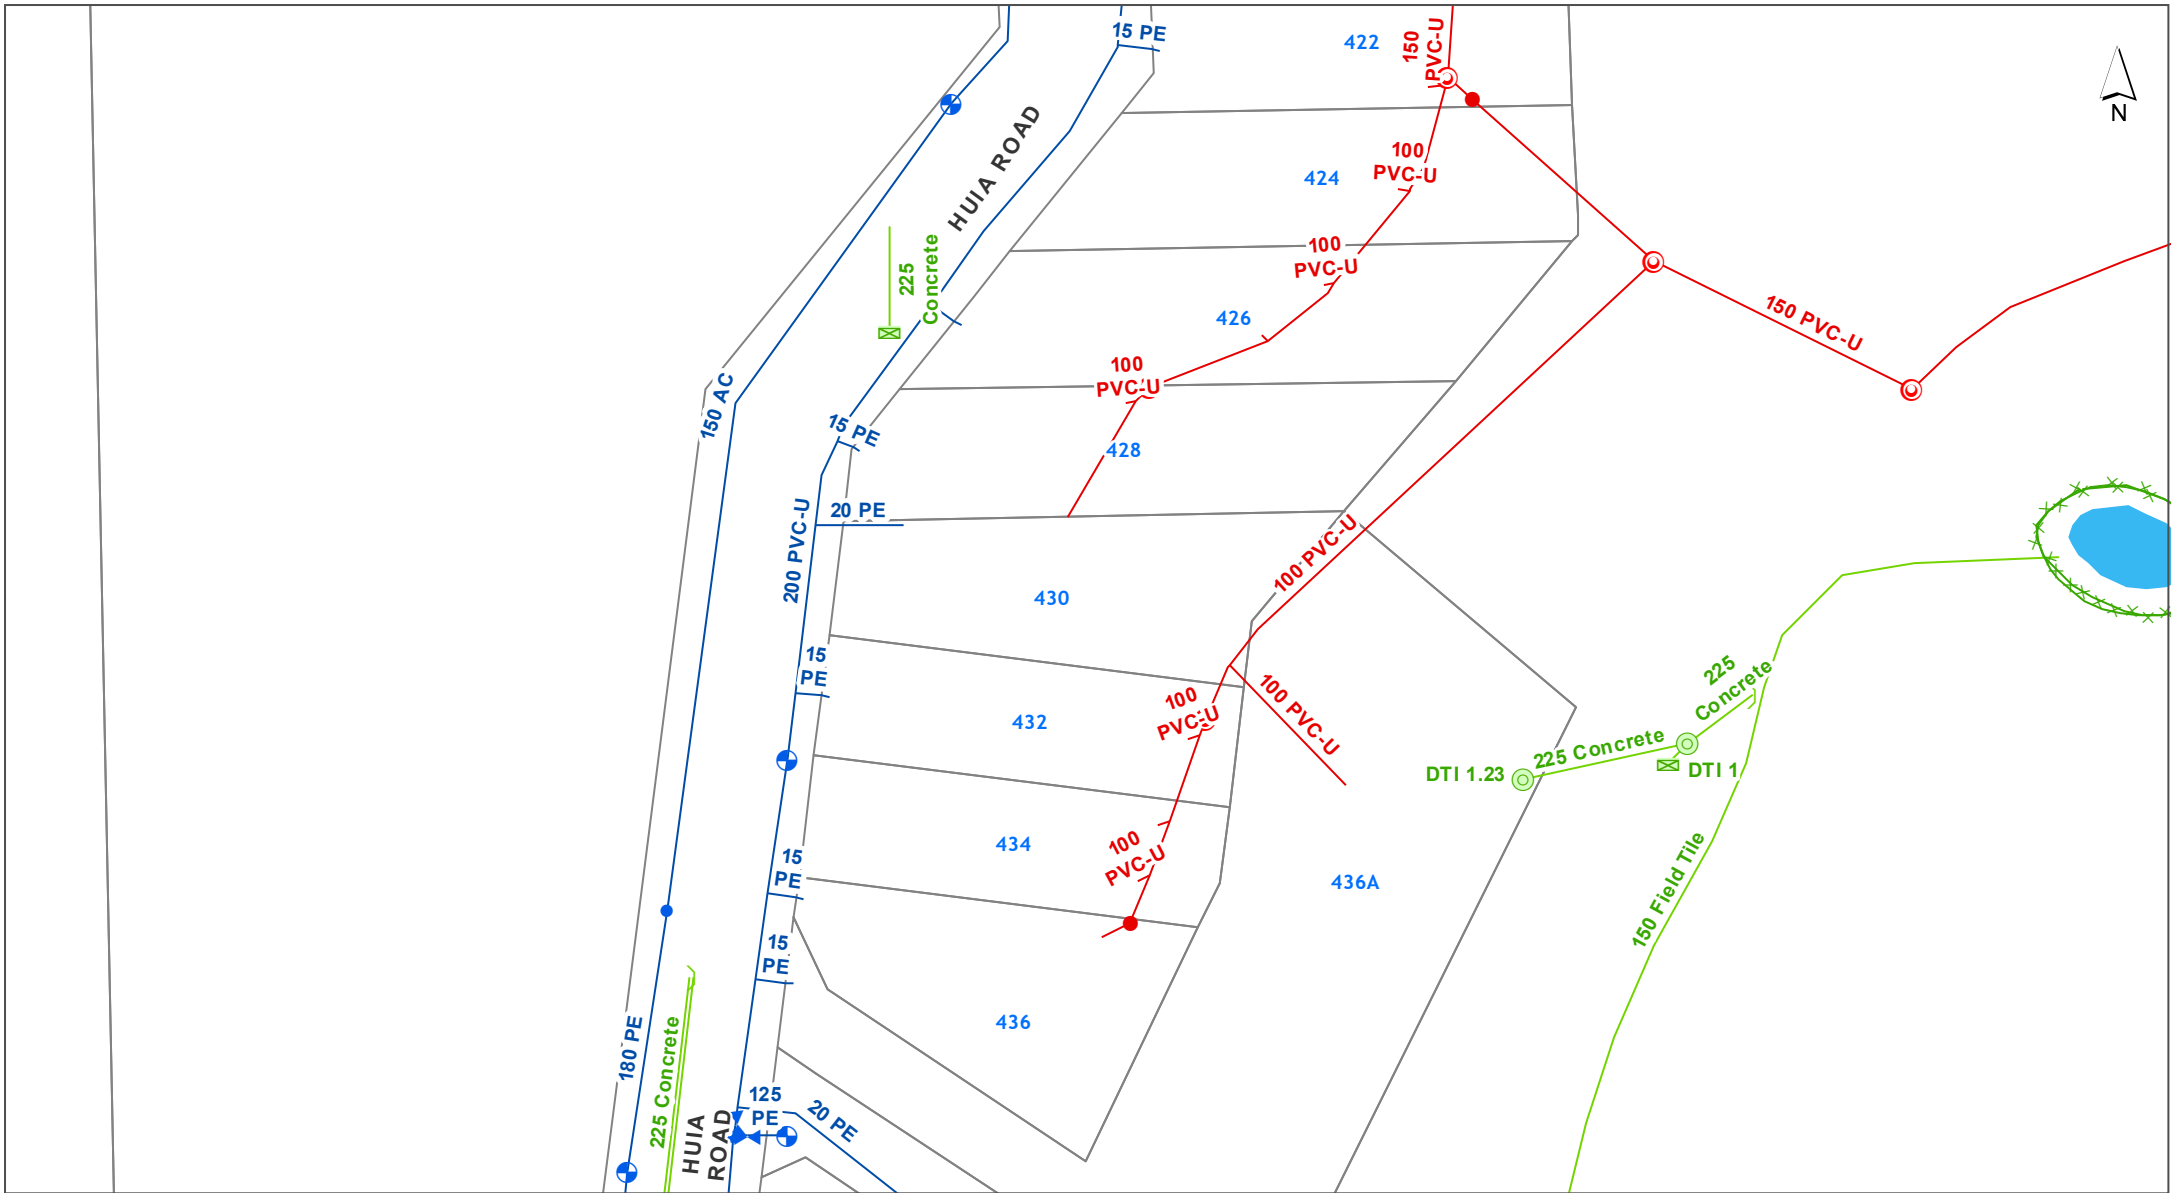 15 PE
422
150
PVC-U
N
HUIA ROAD
100
PVC-U
424
225
Concrete
100
PVC-U
426
150 PVC-U
100
PVC-U
150 AC
15 PE
428
20 PE
200 PVC-U
100 PVC-U
430
15
PE
100
PVC-U
100 PVC-U
432
225
Concrete
225 Concrete
DTI 1.23
DTI 1
434
100
PVC-U
15
PE
436A
150 Field Tile
15
PE
436
180 PE
225 Concrete
125
PE
20 PE
HUIA
ROAD